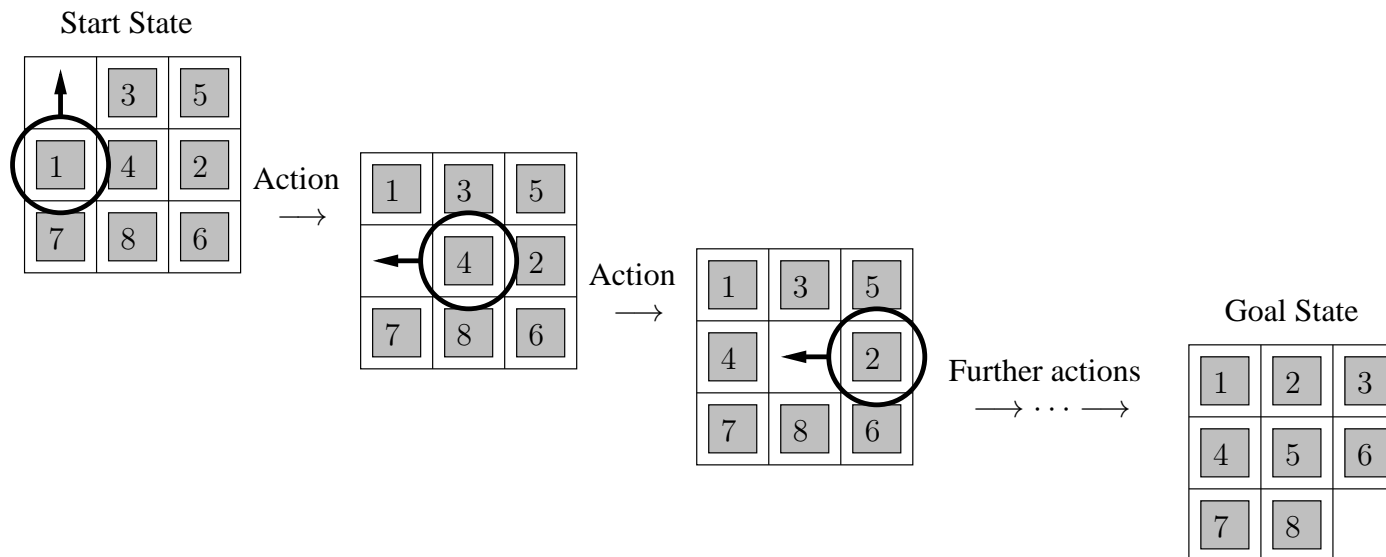 Start State
3 5
1 4 2
7 8 6
Action
→
1 3 5
4 2
7 8 6
Action
→
1 3 5
4 2
7 8 6
Further actions
→ · · · →
Goal State
1 2 3
4 5 6
7 8